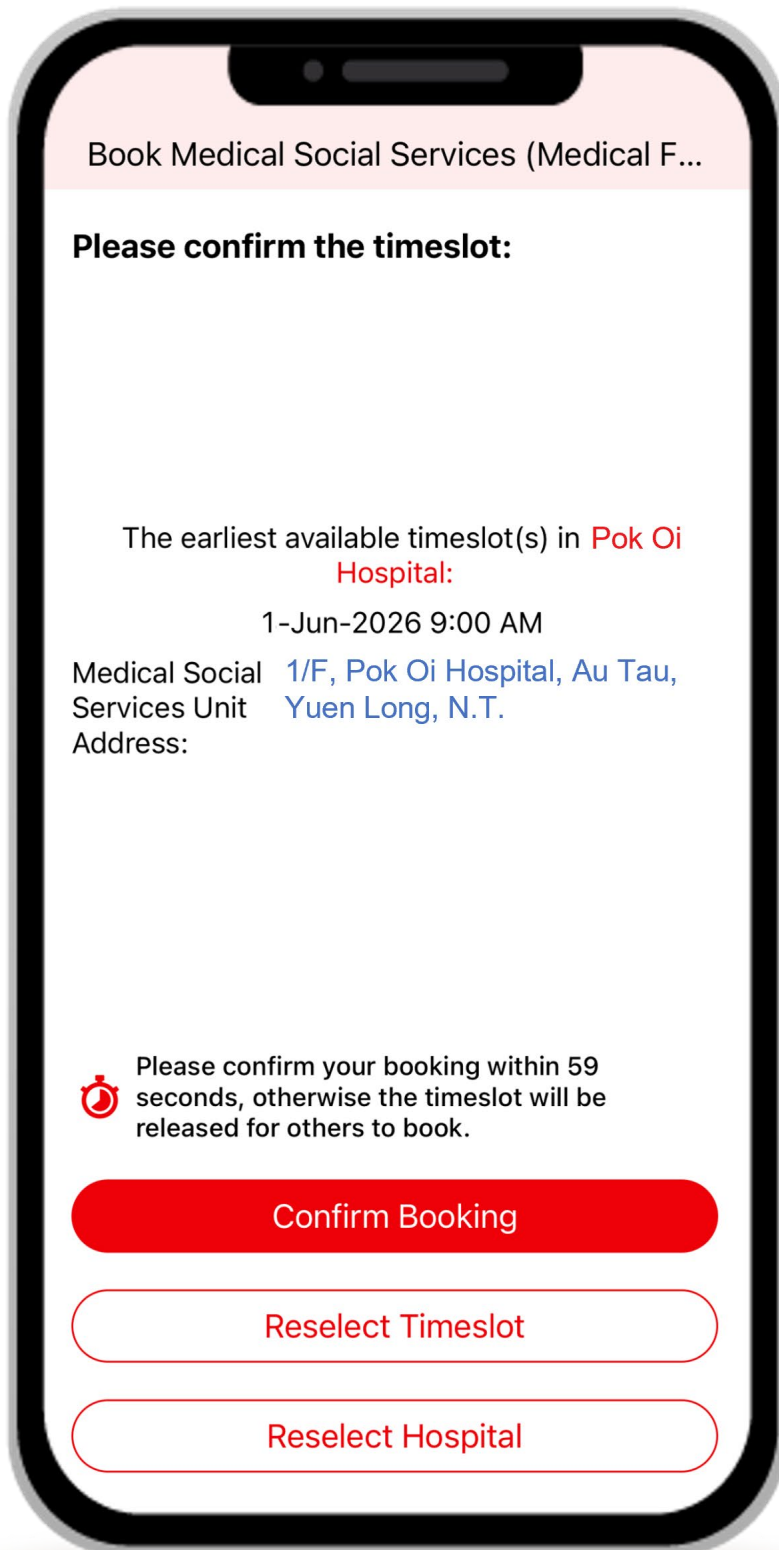 Book Medical Social Services (Medical F...
Please confirm the timeslot:
The earliest available timeslot(s) in Pok Oi
Hospital:
1-Jun-2026 9:00 AM
Medical Social 1/F, Pok Oi Hospital, Au Tau,
Services Unit Yuen Long, N.T.
Address:
Please confirm your booking within 59
seconds, otherwise the timeslot will be
released for others to book.
Confirm Booking
Reselect Timeslot
Reselect Hospital